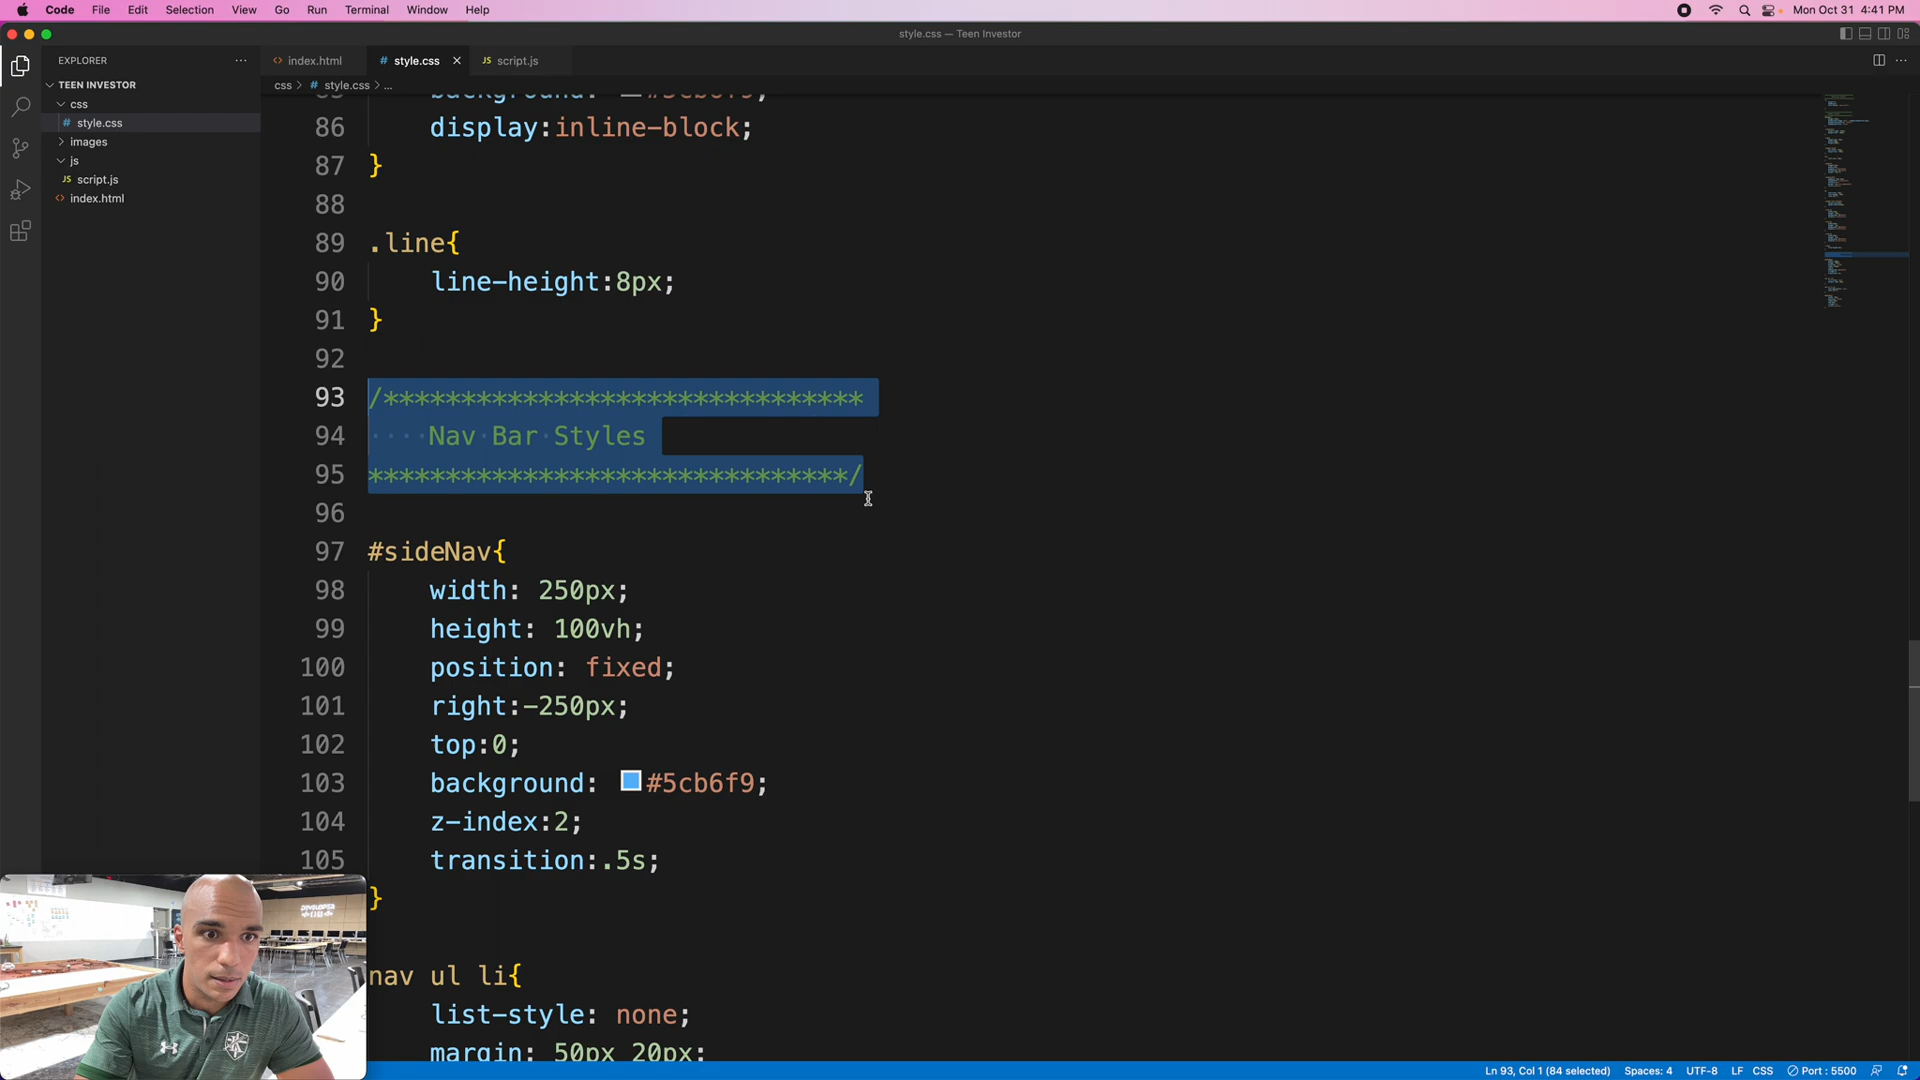 Code File Edit Selection View Go Run Terminal Window Help Mon Oct 31 4:41 PM
style.css — Teen Investor
EXPLORER
TEEN INVESTOR
css
# style.css
images
js
JS script.js
<> index.html
<> index.html # style.css JS script.js
css > # style.css > ...
background: #5cb6f9;
86 display:inline-block;
87 }
88
89 .line{
90 line-height:8px;
91 }
92
93 /*******************************
94 Nav Bar Styles
95 *******************************/
96
97 #sideNav{
98 width: 250px;
99 height: 100vh;
100 position: fixed;
101 right:-250px;
102 top:0;
103 background: #5cb6f9;
104 z-index:2;
105 transition:.5s;
}
nav ul li{
list-style: none;
margin: 50px 20px;
DEVELOPER
Ln 93, Col 1 (84 selected) Spaces: 4 UTF-8 LF CSS Port : 5500